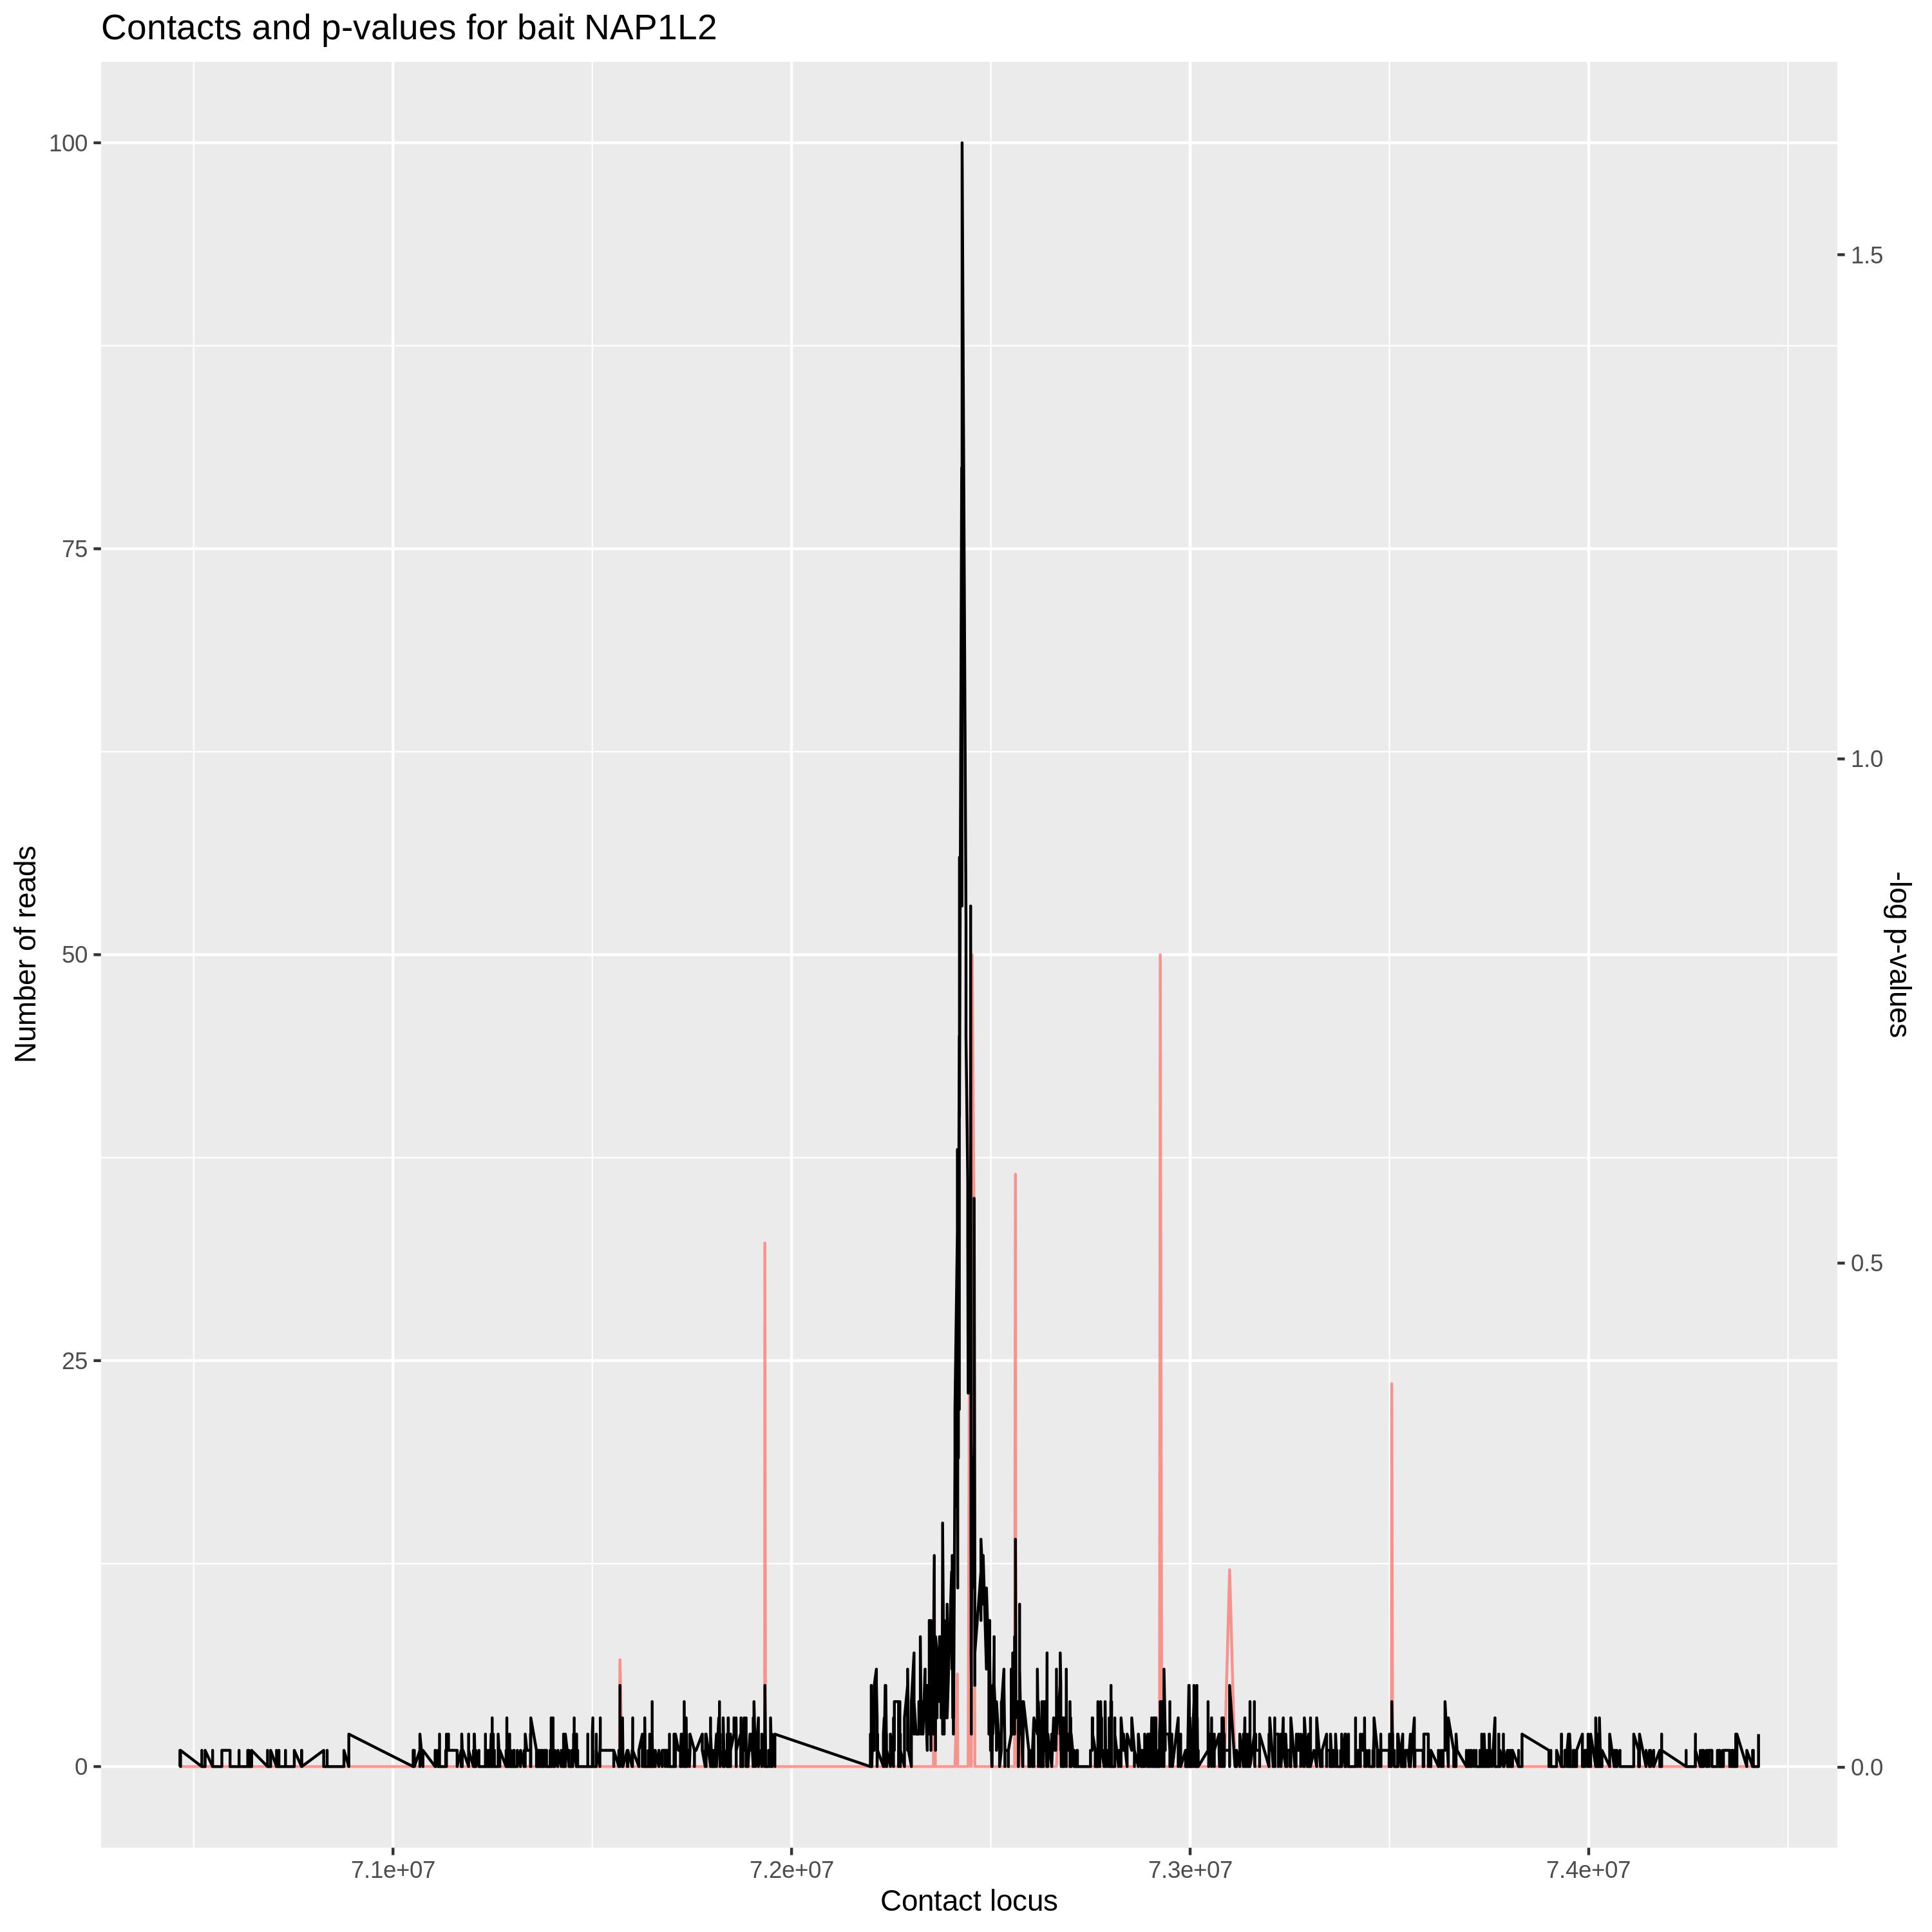 Contacts and p-values for bait NAP1L2
100
75
50
25
0
Number of reads
1.5
1.0
0.5
0.0
-log p-values
7.1e+07
7.2e+07
7.3e+07
7.4e+07
Contact locus